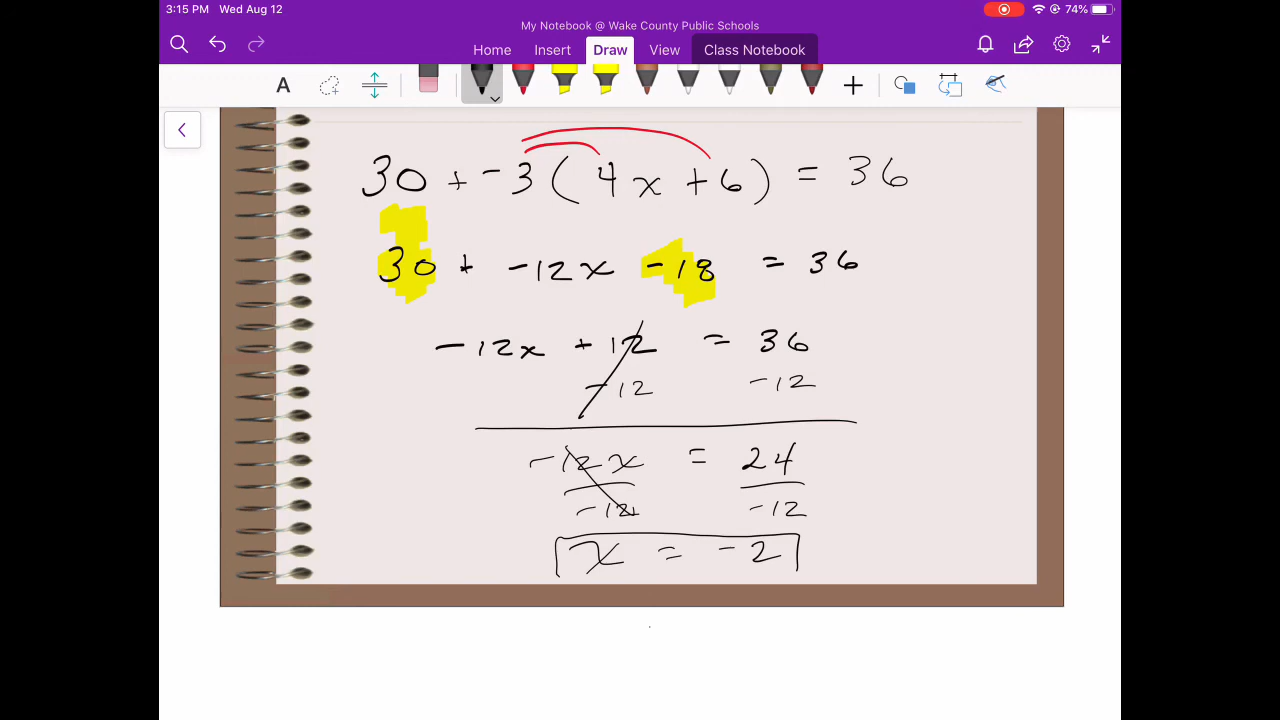 3:15 PM Wed Aug 12 74%
My Notebook @ Wake County Public Schools
Home Insert Draw View Class Notebook
A
30 + -3 ( 4x + 6 ) = 36
30 + -12x -18 = 36
-12x + 12 = 36
-12 -12
-12x = 24
-12 -12
x = -2